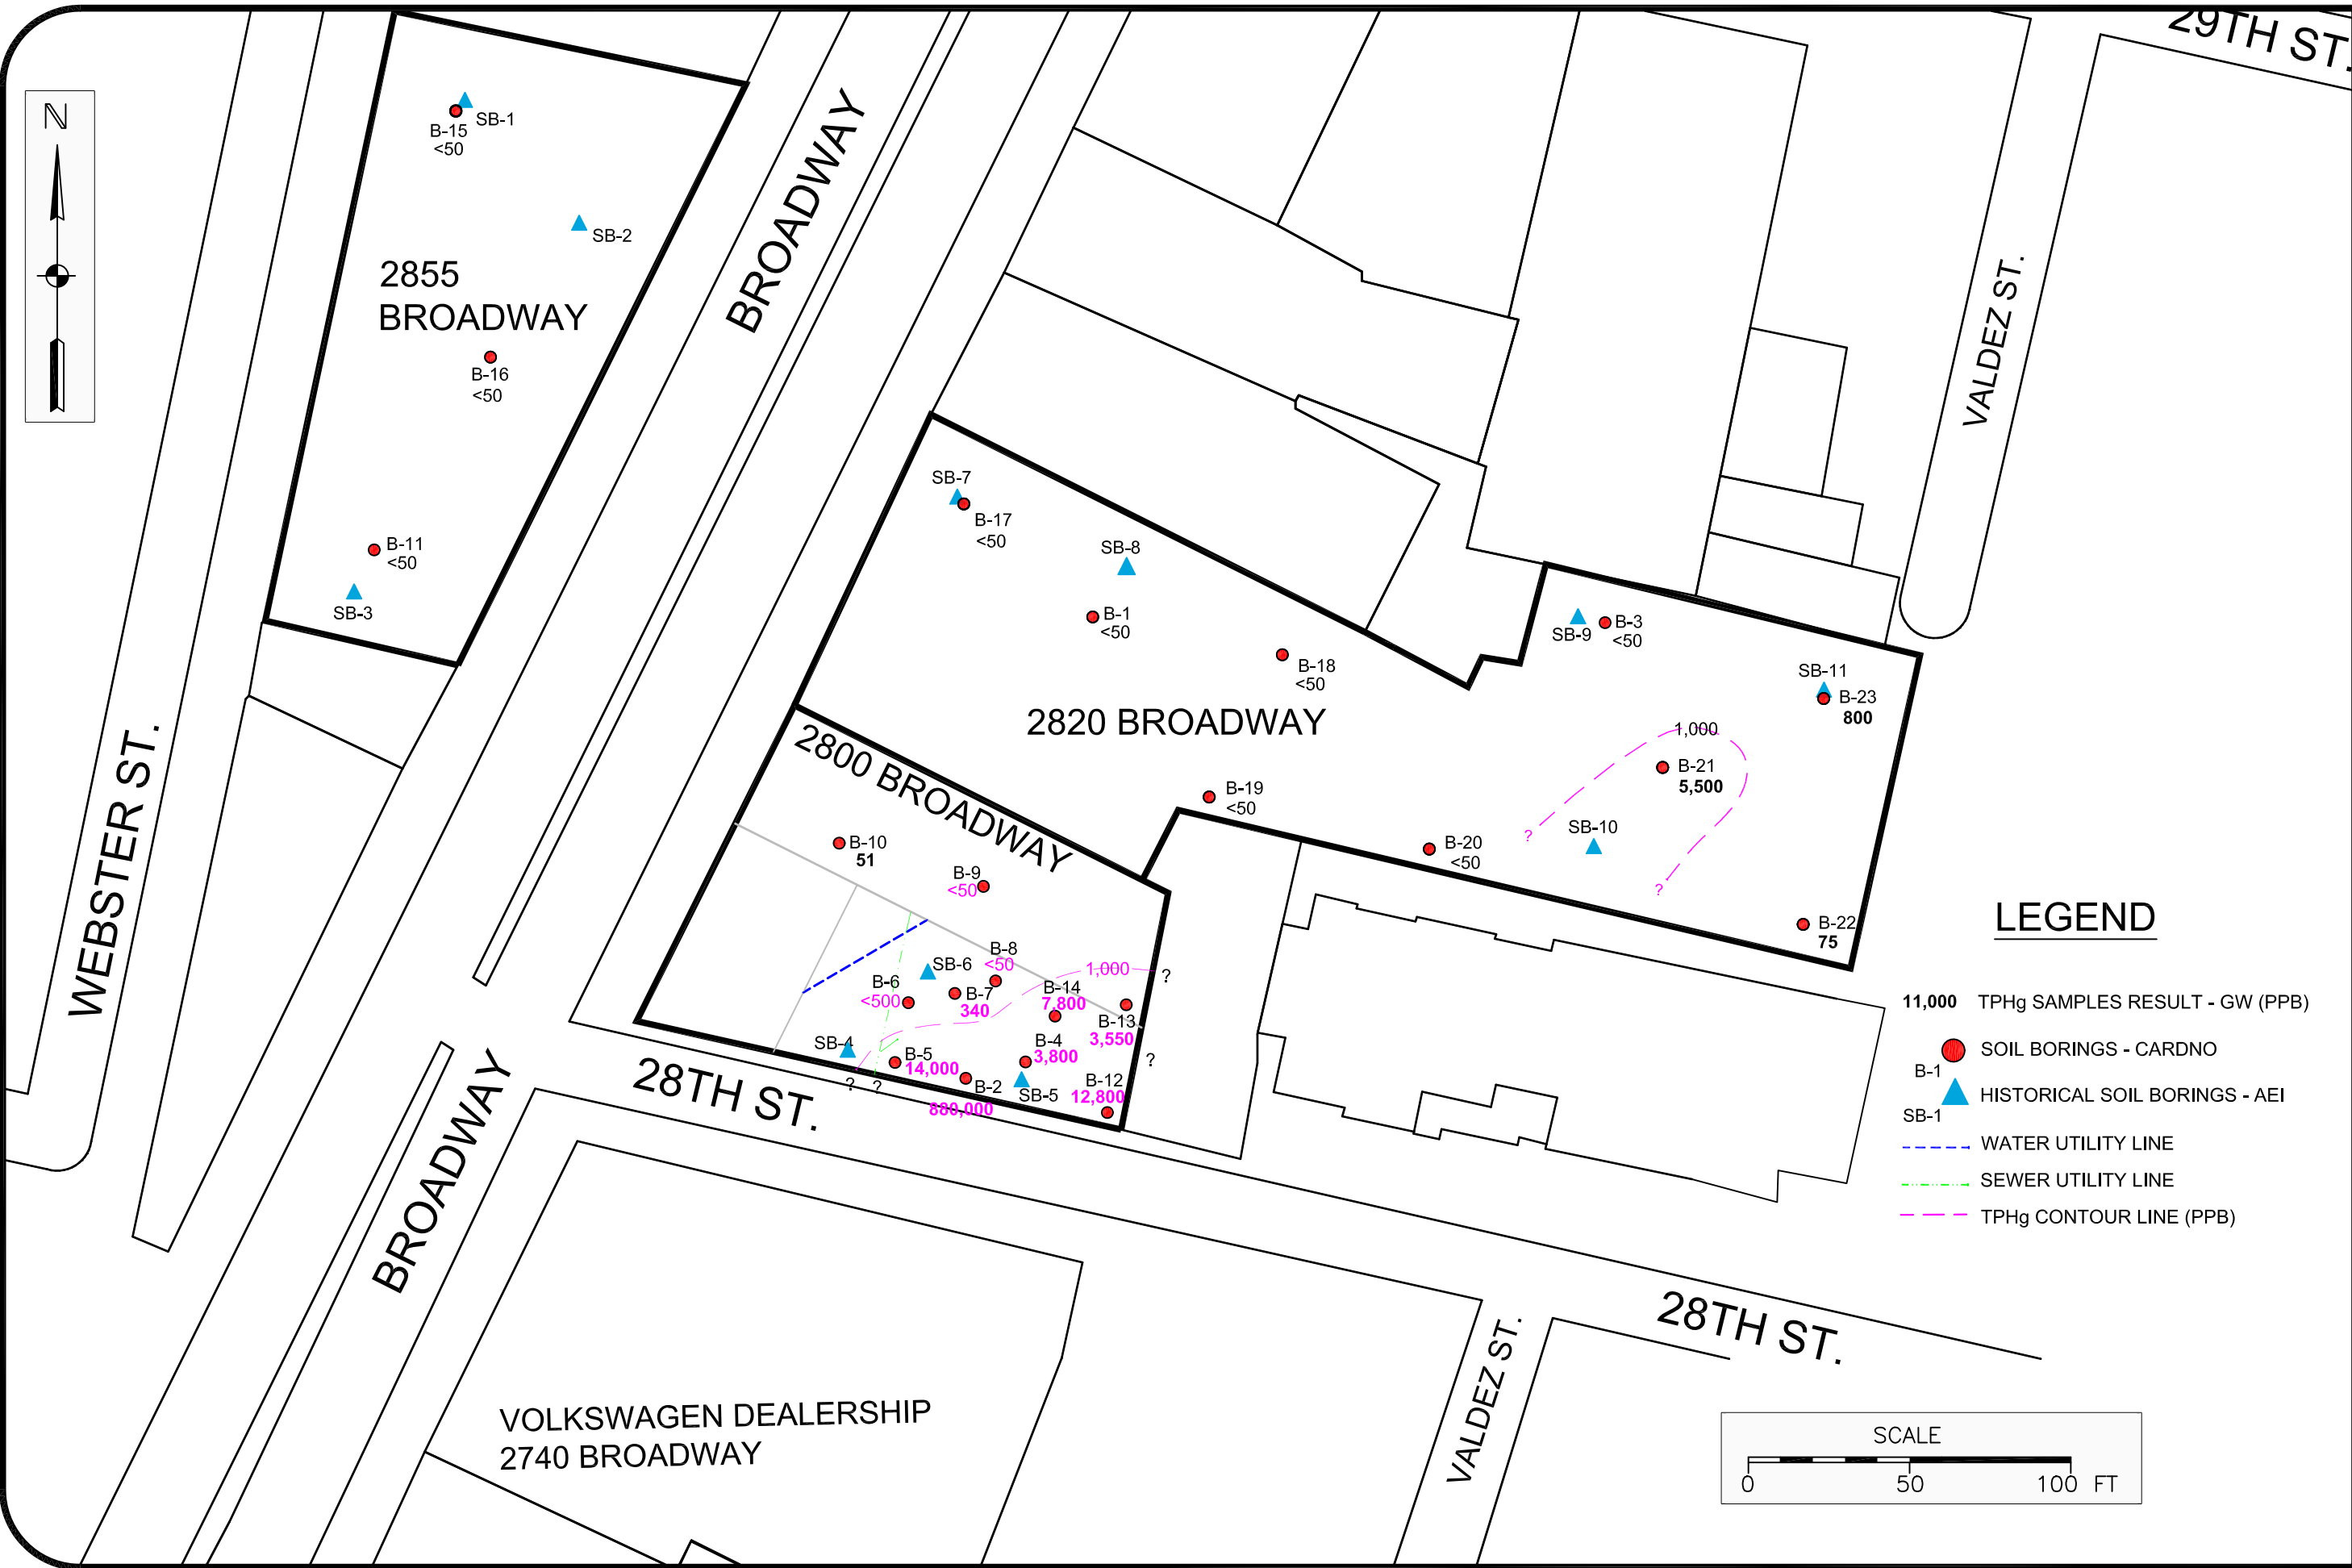 29TH ST.
N
SB-1
B-15
<50
SB-2
2855
BROADWAY
B-16
<50
B-11
<50
SB-3
BROADWAY
VALDEZ ST.
WEBSTER ST.
SB-7
B-17
<50
SB-8
B-1
<50
B-18
<50
SB-9
B-3
<50
SB-11
B-23
800
2820 BROADWAY
1,000
B-21
5,500
?
SB-10
?
B-19
<50
B-20
<50
B-22
75
2800 BROADWAY
B-10
51
B-9
<50
B-8
<50
SB-6
B-6
<500
B-7
340
1,000
?
B-14
7,800
B-13
3,550
?
SB-4
B-5
14,000
B-4
3,800
B-2
880,000
SB-5
B-12
12,800
?
?
28TH ST.
BROADWAY
LEGEND
11,000 TPHg SAMPLES RESULT - GW (PPB)
SOIL BORINGS - CARDNO
B-1
HISTORICAL SOIL BORINGS - AEI
SB-1
WATER UTILITY LINE
SEWER UTILITY LINE
TPHg CONTOUR LINE (PPB)
28TH ST.
VALDEZ ST.
VOLKSWAGEN DEALERSHIP
2740 BROADWAY
SCALE
0 50 100 FT